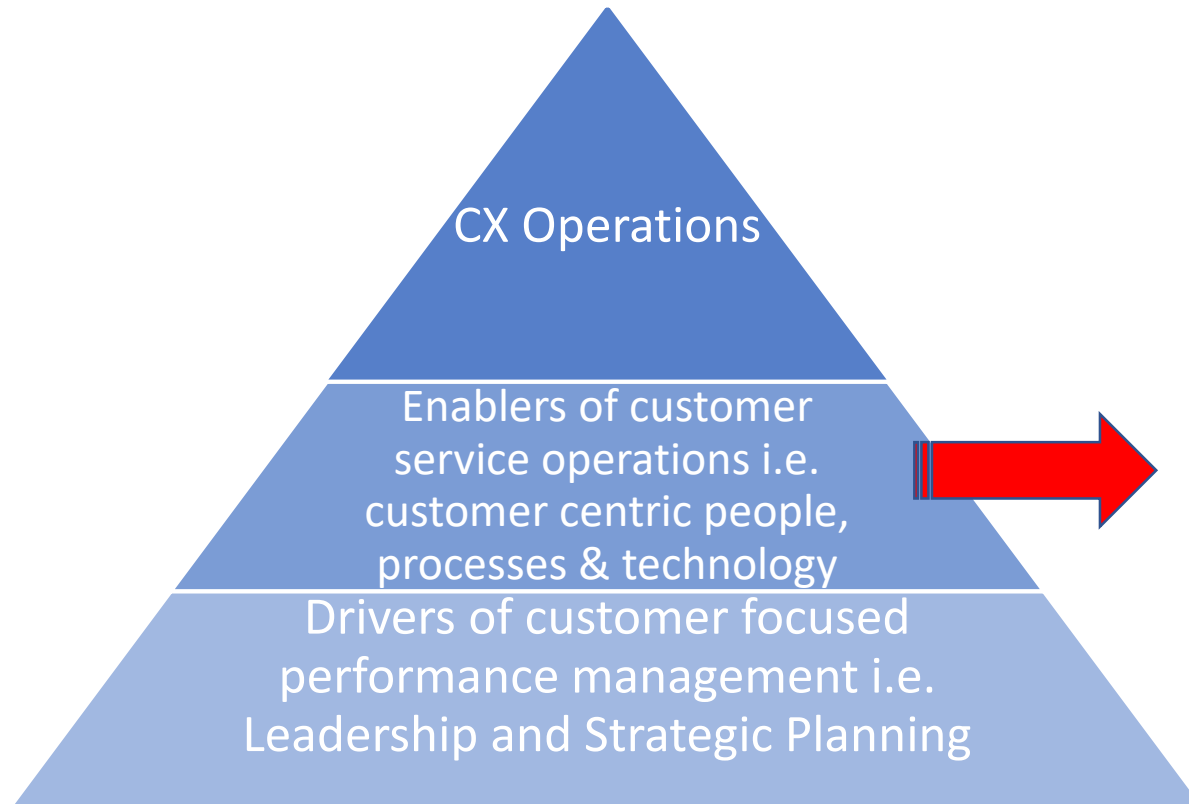 CX Operations
Enablers of customer
service operations i.e.
customer centric people,
processes & technology
Drivers of customer focused
performance management i.e.
Leadership and Strategic Planning